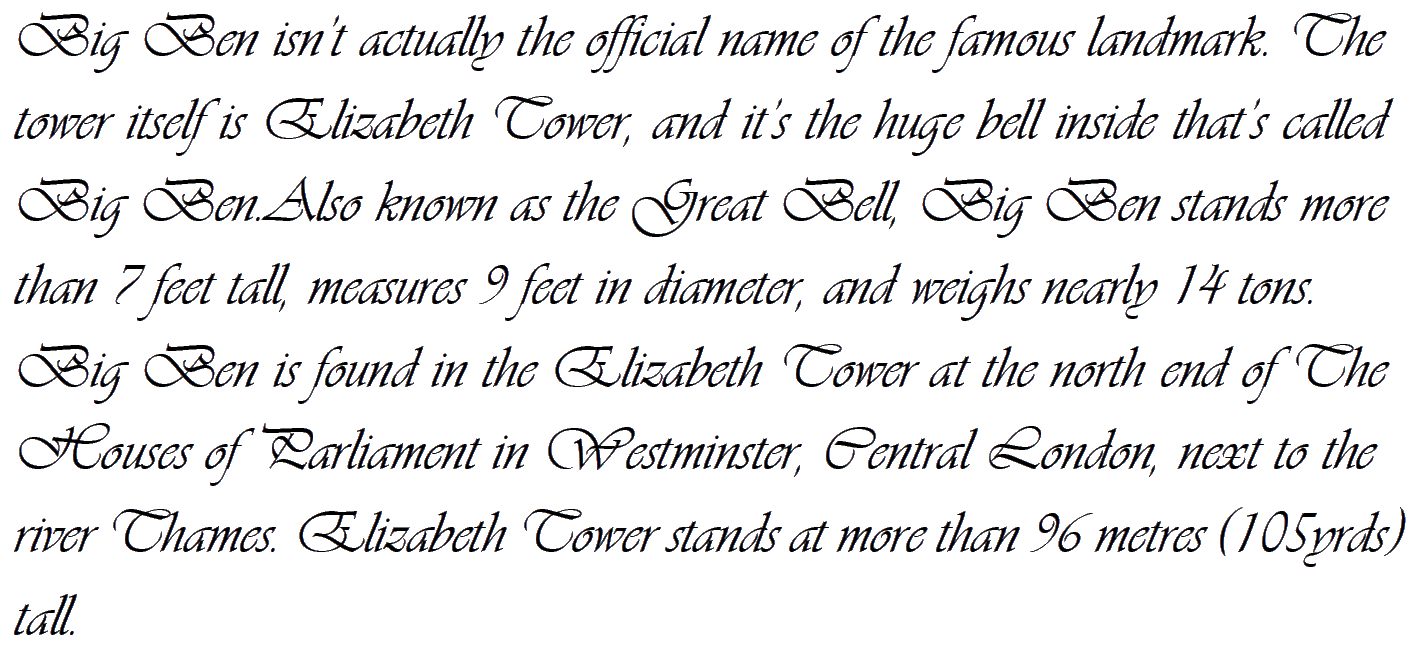 Big Ben isn't actually the official name of the famous landmark. The
tower itself is Elizabeth Tower, and it's the huge bell inside that's called
Big Ben.Also known as the Great Bell, Big Ben stands more
than 7 feet tall, measures 9 feet in diameter, and weighs nearly 14 tons.
Big Ben is found in the Elizabeth Tower at the north end of The
Houses of Parliament in Westminster, Central London, next to the
river Thames. Elizabeth Tower stands at more than 96 metres (105yrds)
tall.